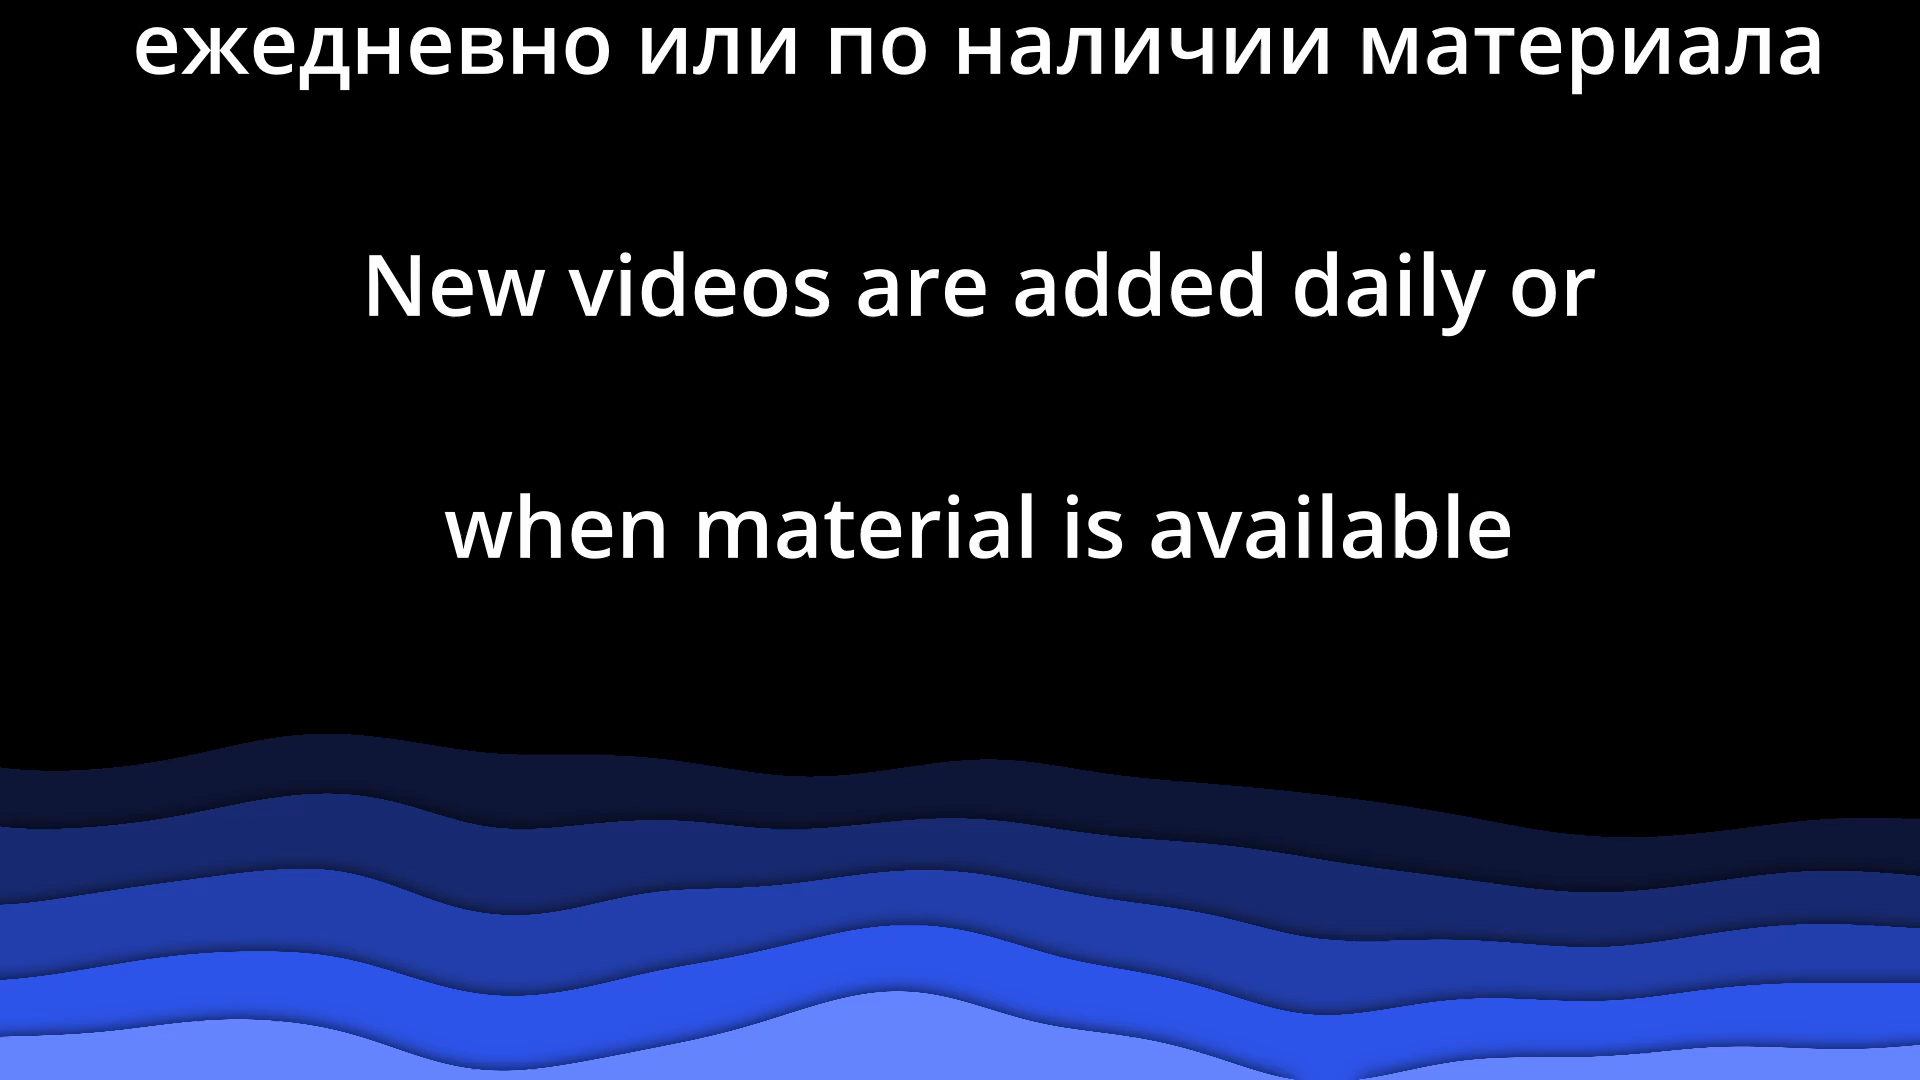 ежедневно или по наличии материала
New videos are added daily or
when material is available